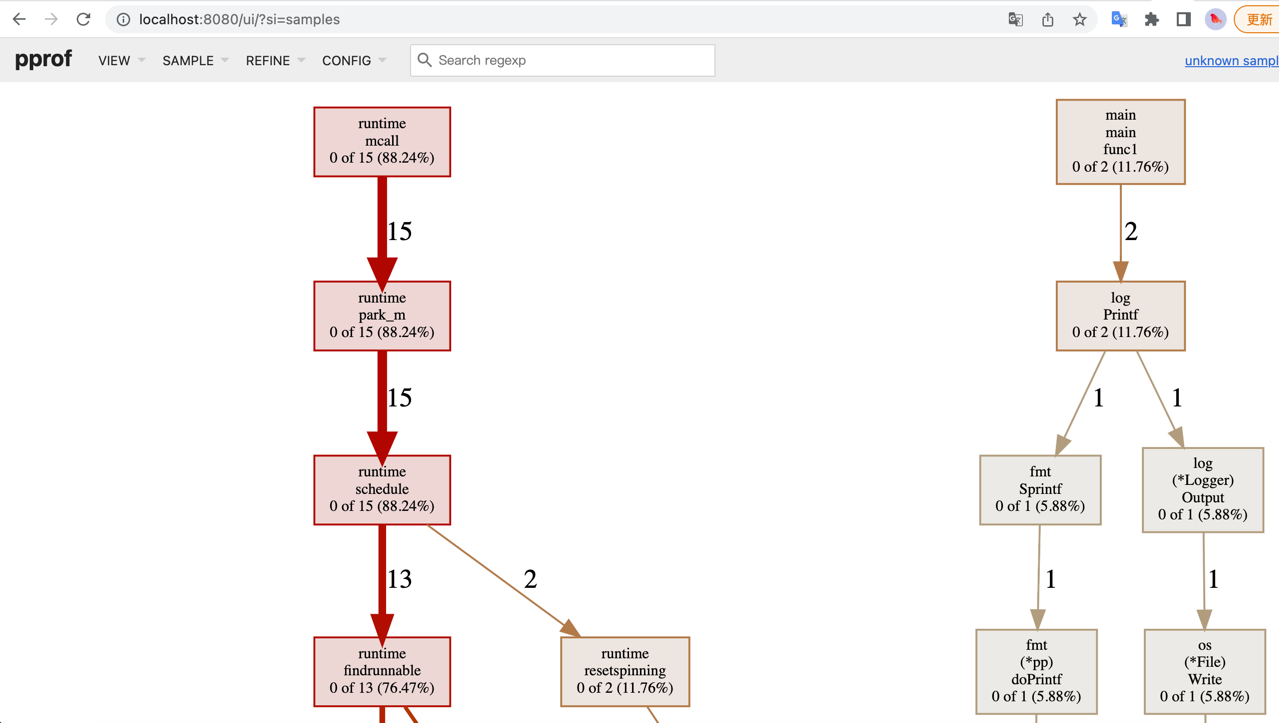 localhost:8080/ui/?si=samples
更新
pprof
VIEW
SAMPLE
REFINE
CONFIG
Search regexp
unknown sampl
runtime
mcall
0 of 15 (88.24%)
15
runtime
park_m
0 of 15 (88.24%)
15
runtime
schedule
0 of 15 (88.24%)
13
2
runtime
findrunnable
0 of 13 (76.47%)
runtime
resetspinning
0 of 2 (11.76%)
main
main
func1
0 of 2 (11.76%)
2
log
Printf
0 of 2 (11.76%)
1
1
fmt
Sprintf
0 of 1 (5.88%)
log
(*Logger)
Output
0 of 1 (5.88%)
1
1
fmt
(*pp)
doPrintf
0 of 1 (5.88%)
os
(*File)
Write
0 of 1 (5.88%)